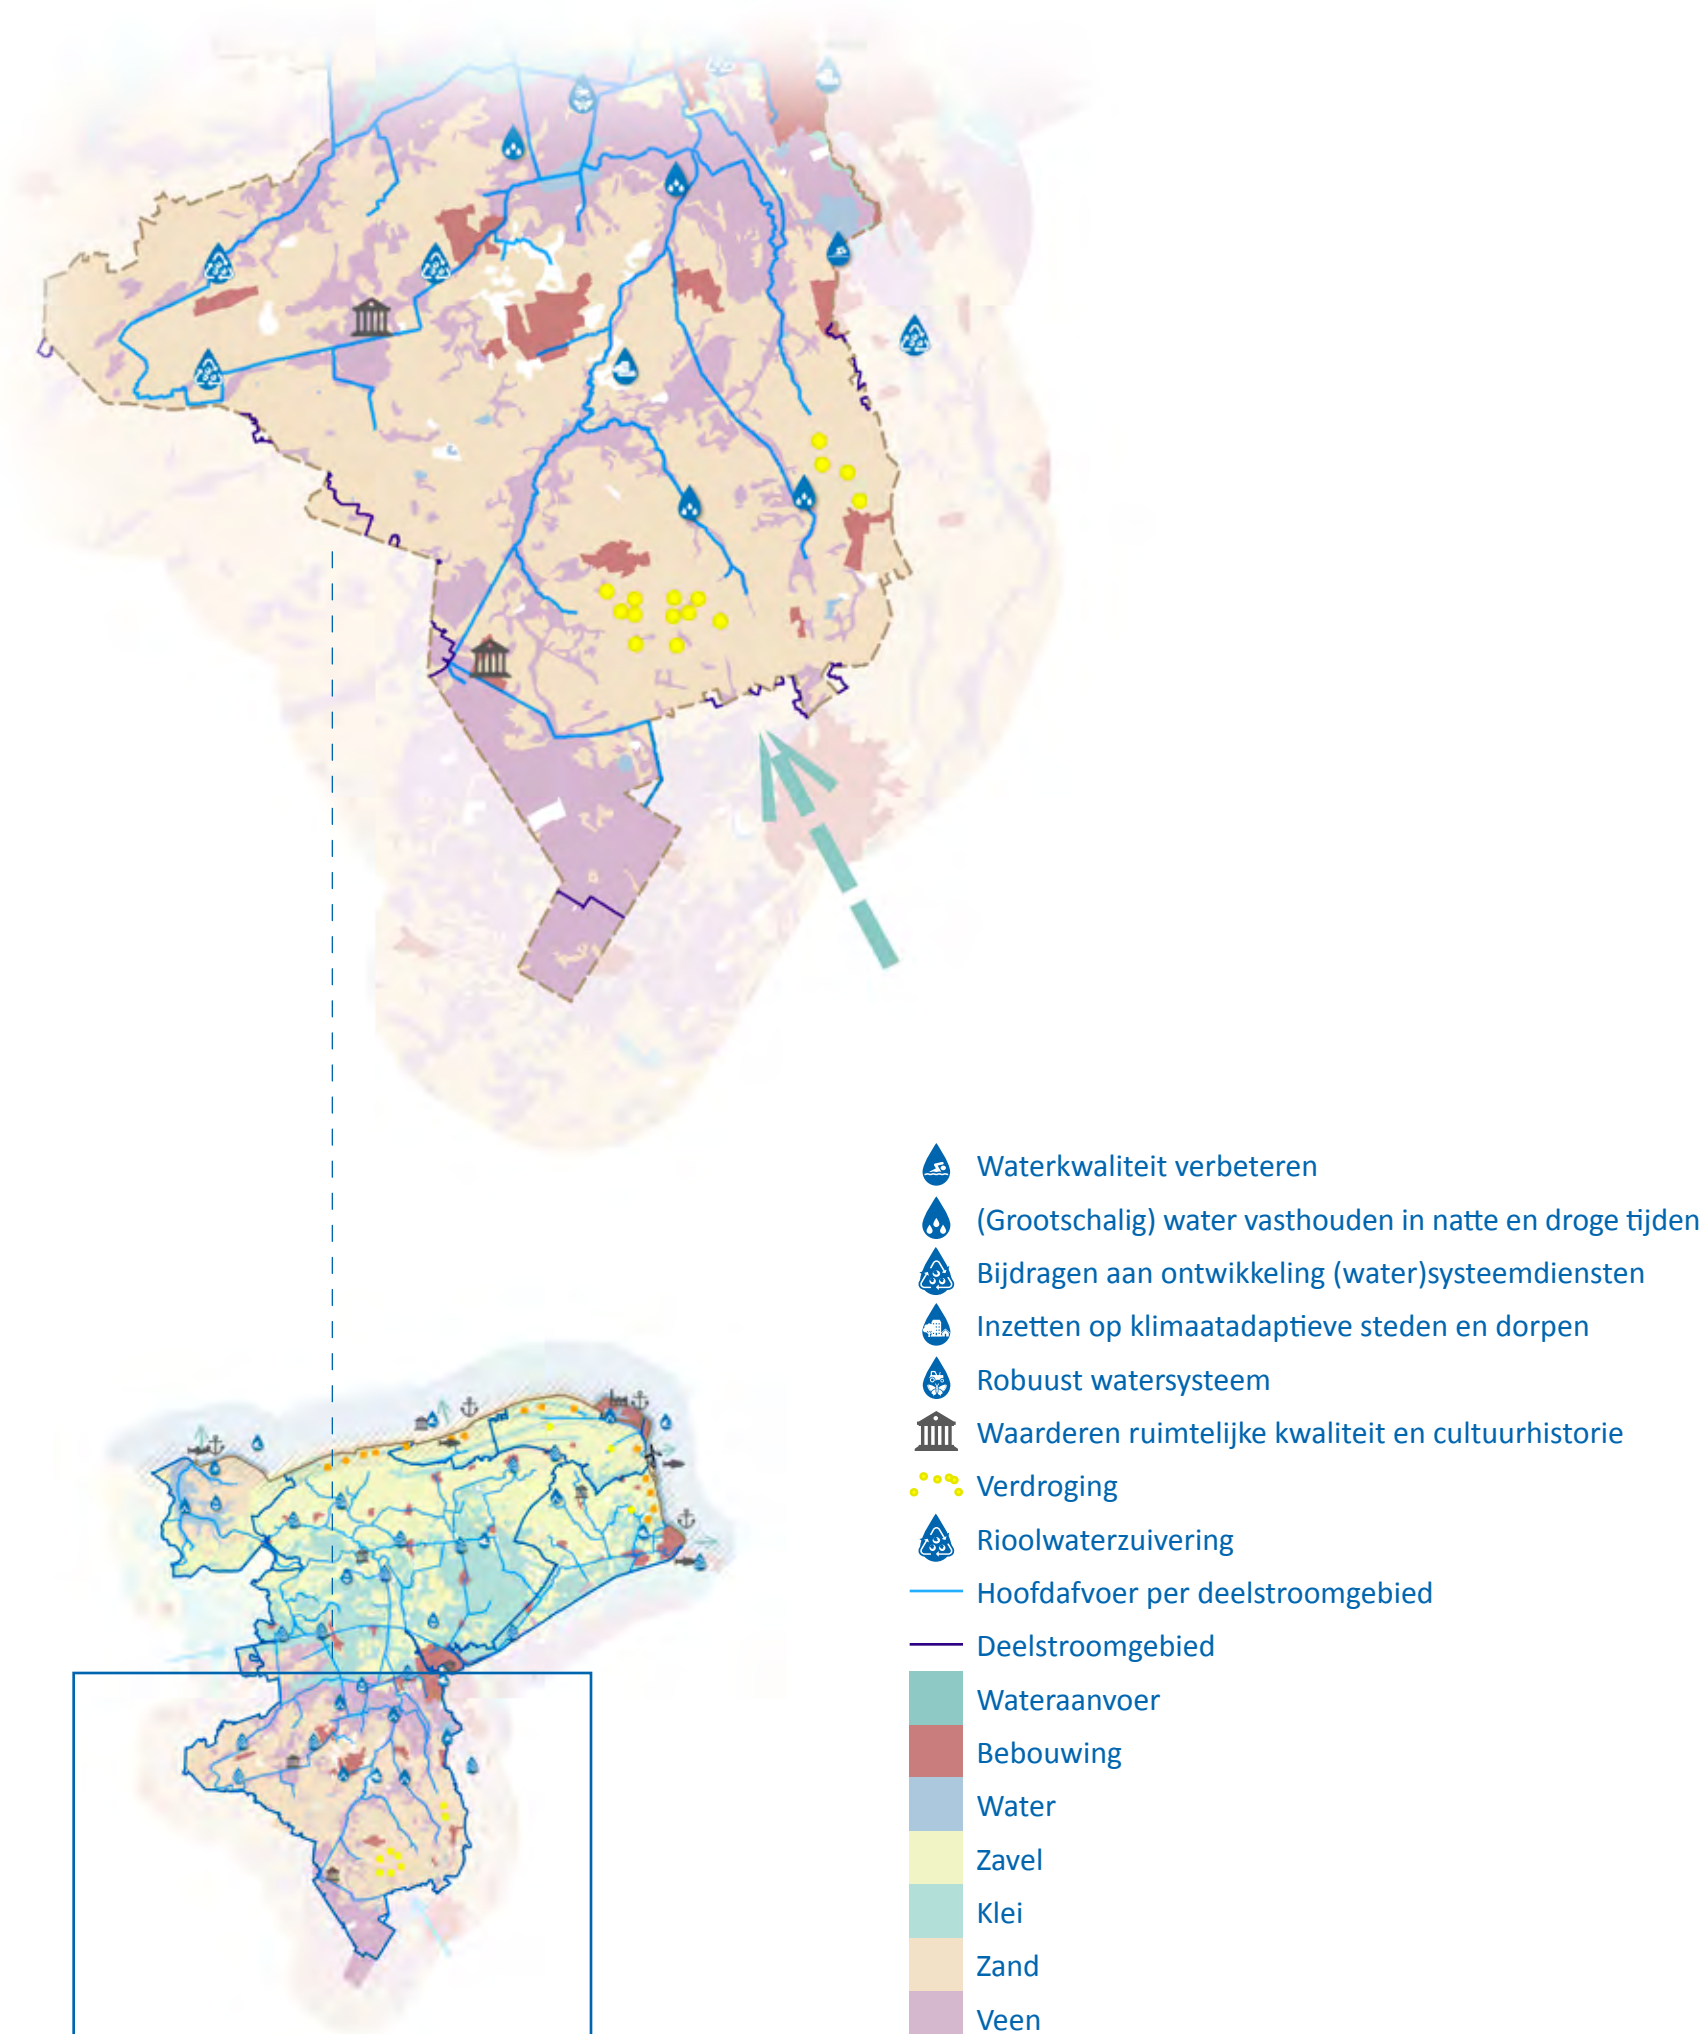 Waterkwaliteit verbeteren
(Grootschalig) water vasthouden in natte en droge tijden
Bijdragen aan ontwikkeling (water)systeemdiensten
Inzetten op klimaatadaptieve steden en dorpen
Robuust watersysteem
Waarderen ruimtelijke kwaliteit en cultuurhistorie
Verdroging
Rioolwaterzuivering
Hoofdafvoer per deelstroomgebied
Deelstroomgebied
Wateraanvoer
Bebouwing
Water
Zavel
Klei
Zand
Veen